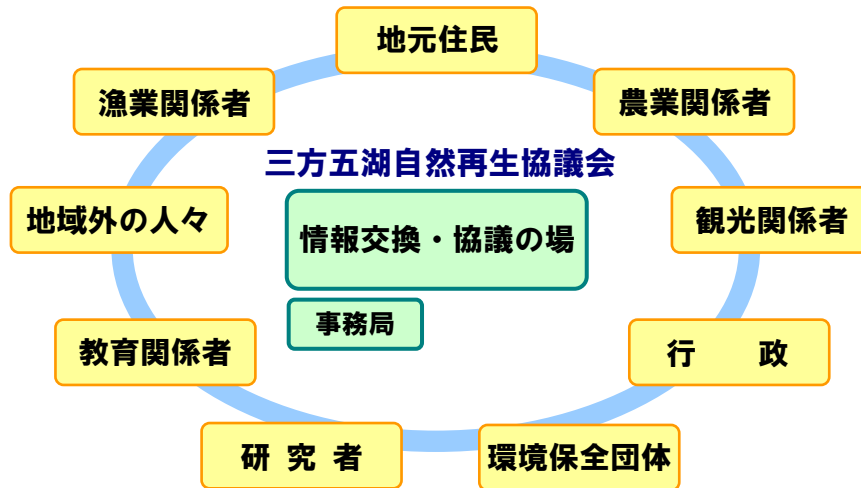 地元住民
漁業関係者
農業関係者
三方五湖自然再生協議会
地域外の人々
情報交換・協議の場
観光関係者
事務局
教育関係者
行　　政
研 究 者
環境保全団体